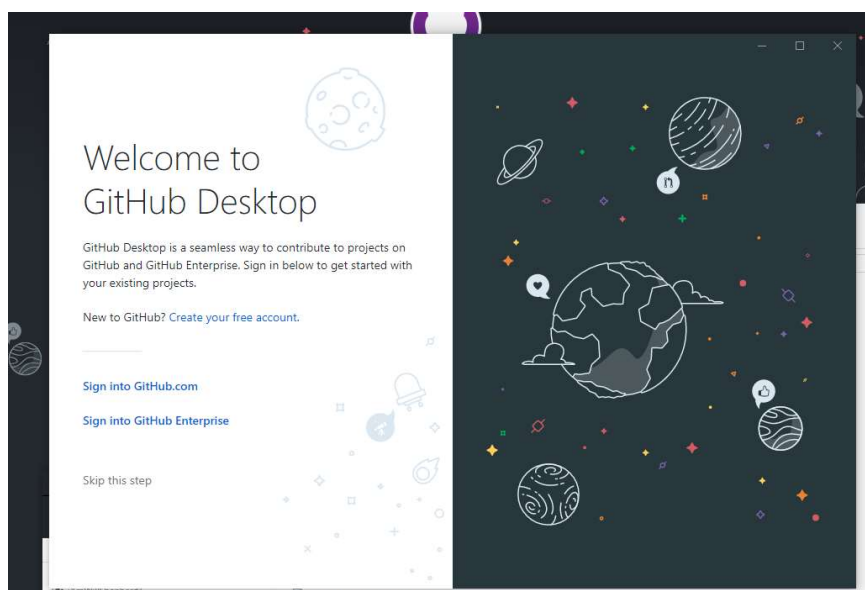 Welcome to
GitHub Desktop
GitHub Desktop is a seamless way to contribute to projects on
GitHub and GitHub Enterprise. Sign in below to get started with
your existing projects.
New to GitHub? Create your free account.
Sign into GitHub.com
Sign into GitHub Enterprise
Skip this step